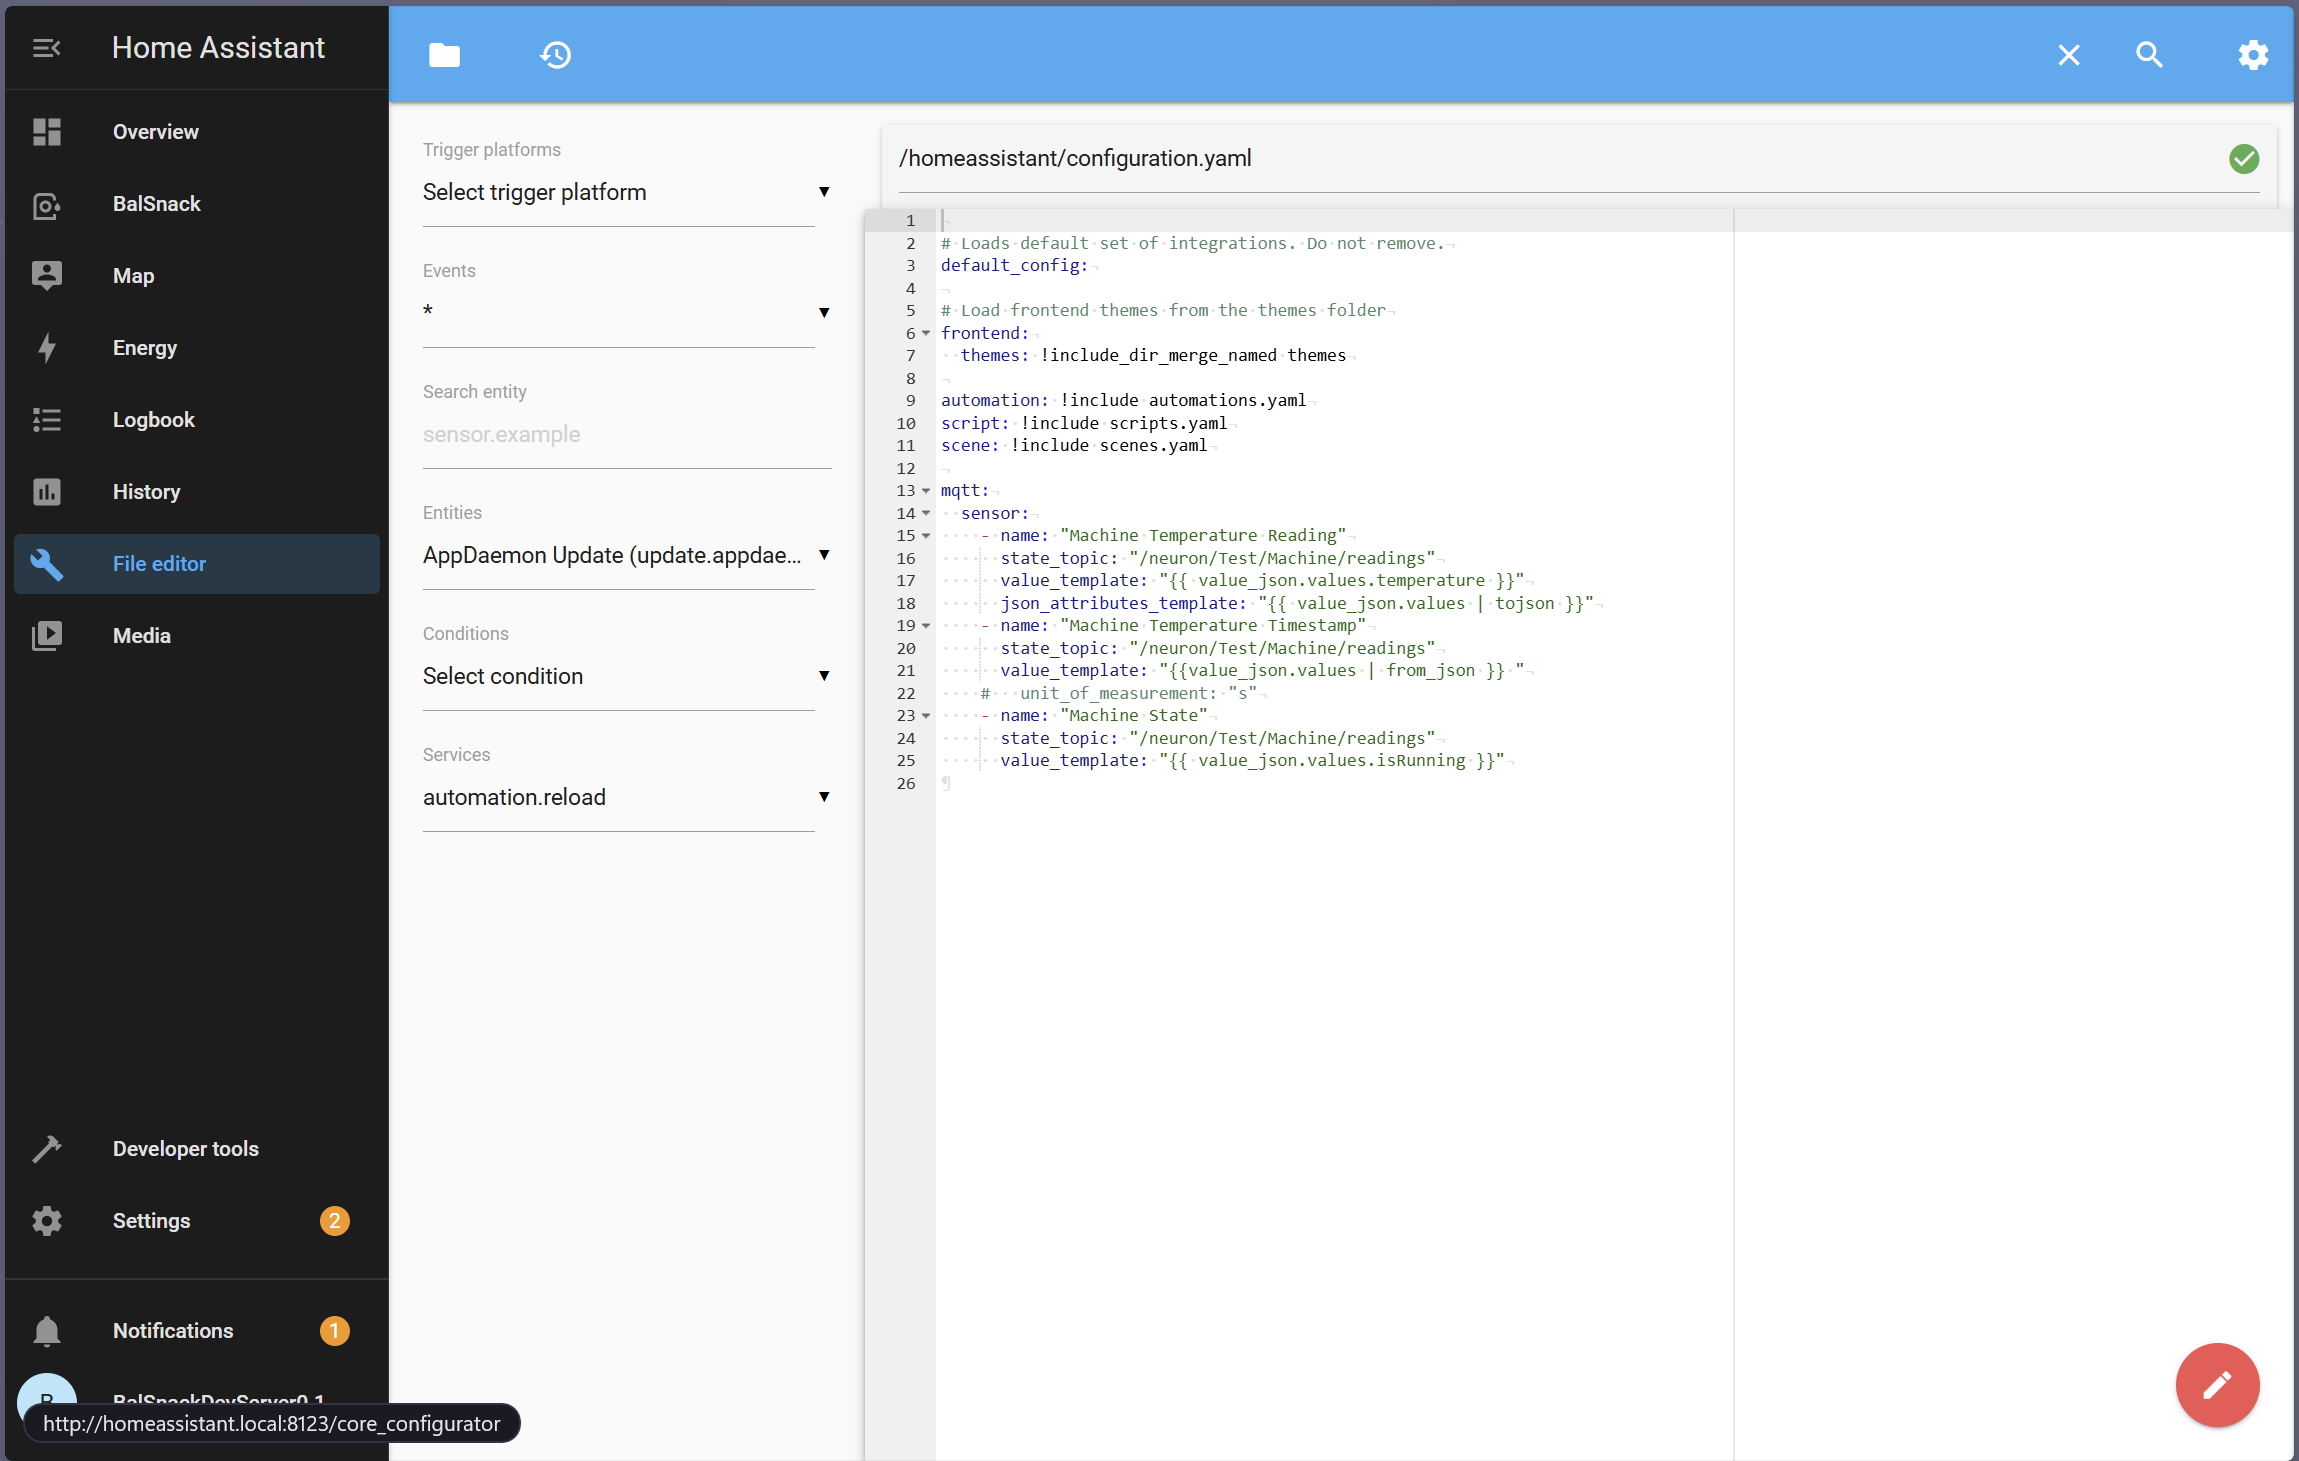 Home Assistant
Overview
BalSnack
Map
Energy
Logbook
History
File editor
Media
Developer tools
Settings
2
Notifications
1
B
BalSnackDevServer0.1
http://homeassistant.local:8123/core_configurator
Trigger platforms
Select trigger platform
Events
*
Search entity
sensor.example
Entities
AppDaemon Update (update.appdae...
Conditions
Select condition
Services
automation.reload
/homeassistant/configuration.yaml
1
2 # Loads default set of integrations. Do not remove.
3 default_config:
4
5 # Load frontend themes from the themes folder
6 frontend:
7   themes: !include_dir_merge_named themes
8
9 automation: !include automations.yaml
10 script: !include scripts.yaml
11 scene: !include scenes.yaml
12
13 mqtt:
14   sensor:
15     - name: "Machine Temperature Reading"
16       state_topic: "/neuron/Test/Machine/readings"
17       value_template: "{{ value_json.values.temperature }}"
18       json_attributes_template: "{{ value_json.values | tojson }}"
19     - name: "Machine Temperature Timestamp"
20       state_topic: "/neuron/Test/Machine/readings"
21       value_template: "{{value_json.values | from_json }} "
22     #   unit_of_measurement: "s"
23     - name: "Machine State"
24       state_topic: "/neuron/Test/Machine/readings"
25       value_template: "{{ value_json.values.isRunning }}"
26